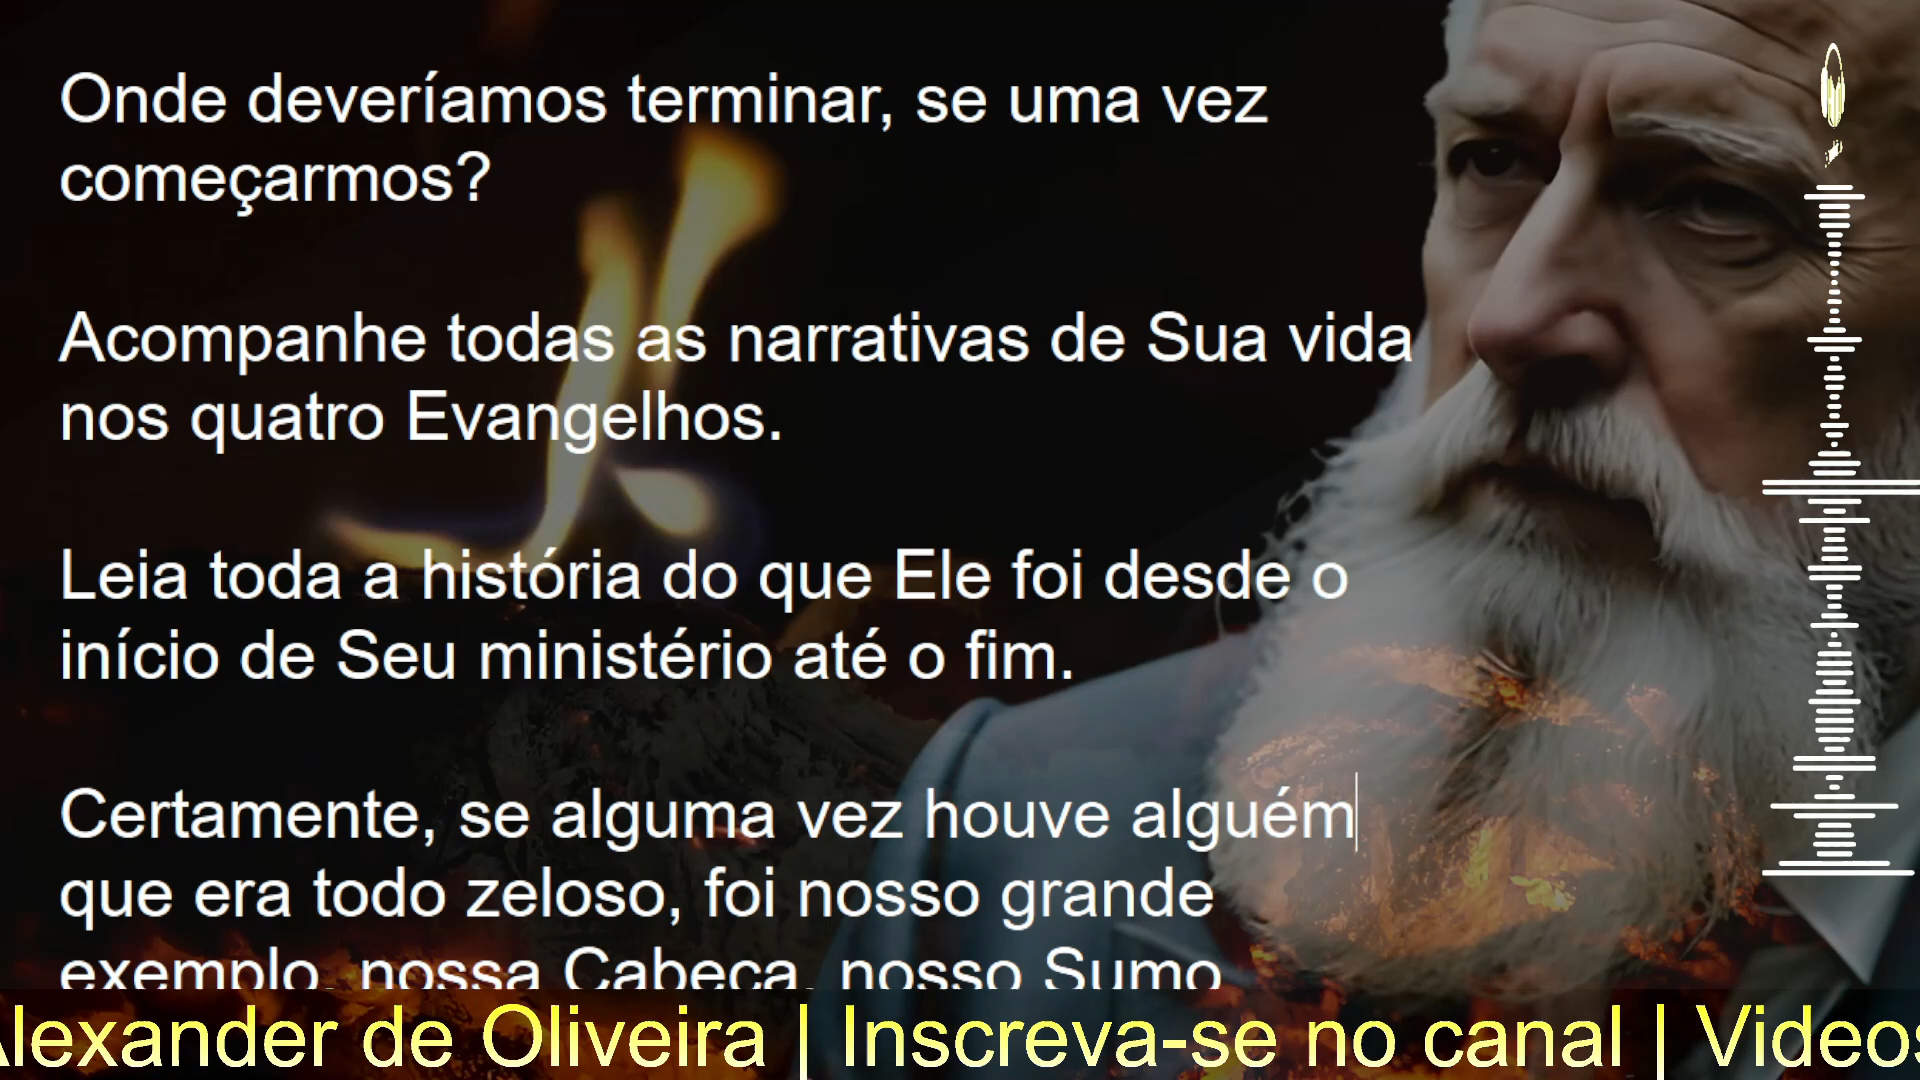 Onde deveríamos terminar, se uma vez
começarmos?
Acompanhe todas as narrativas de Sua vida
nos quatro Evangelhos.
Leia toda a história do que Ele foi desde o
início de Seu ministério até o fim.
Certamente, se alguma vez houve alguém
que era todo zeloso, foi nosso grande
exemplo, nossa Cabeça, nosso Sumo
Alexander de Oliveira | Inscreva-se no canal | Videos